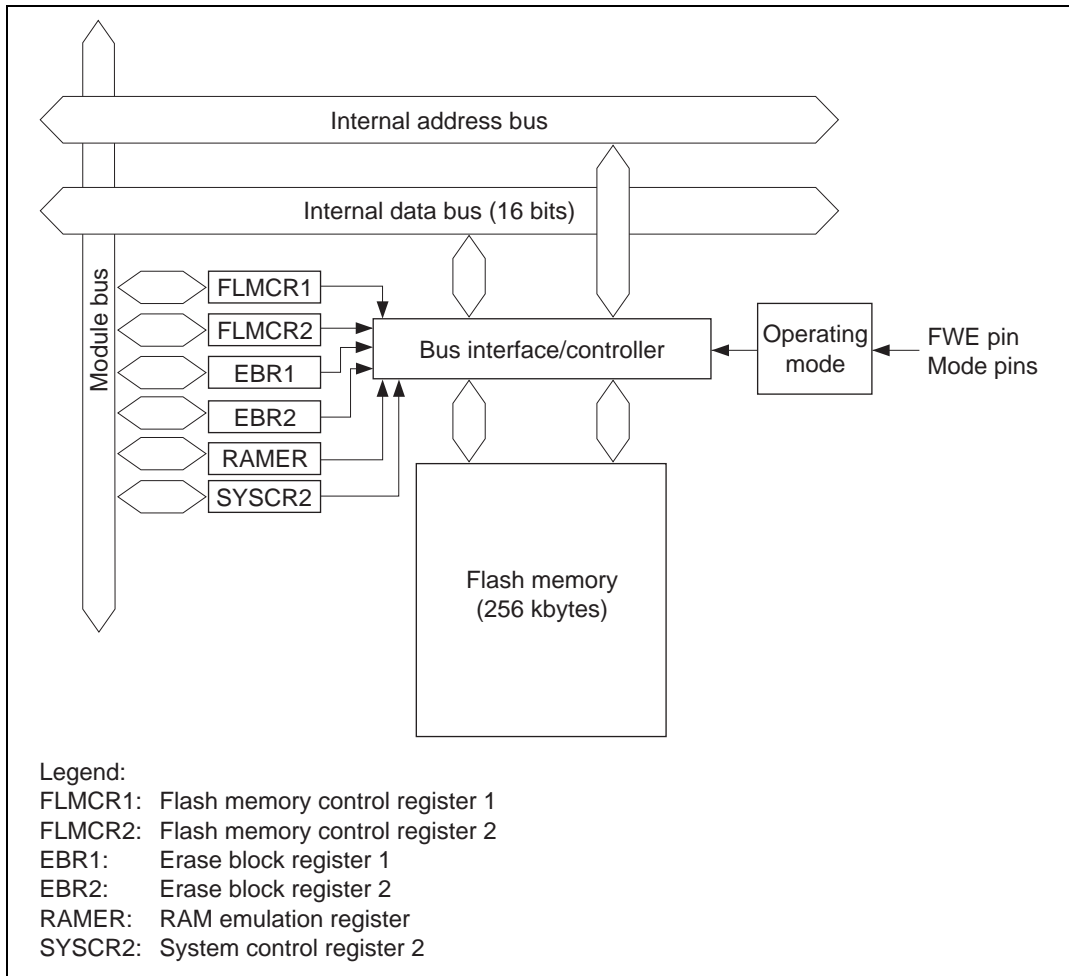 Internal address bus
Internal data bus (16 bits)
Module bus
FLMCR1
FLMCR2
EBR1
EBR2
RAMER
SYSCR2
Bus interface/controller
Operating
mode
FWE pin
Mode pins
Flash memory
(256 kbytes)
Legend:
FLMCR1: Flash memory control register 1
FLMCR2: Flash memory control register 2
EBR1: Erase block register 1
EBR2: Erase block register 2
RAMER: RAM emulation register
SYSCR2: System control register 2